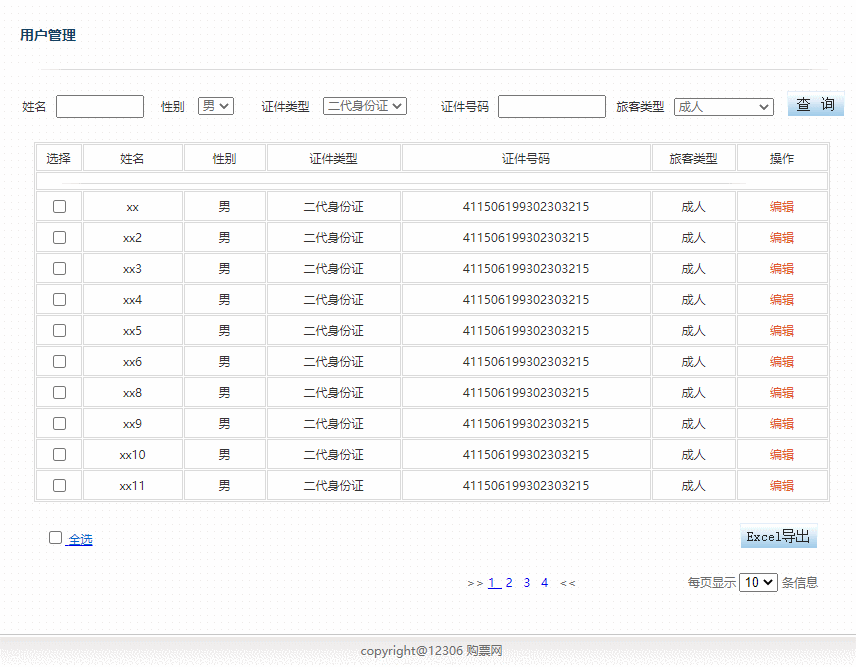 用户管理
姓名 性别 男 证件类型 二代身份证 证件号码 旅客类型 成人 查 询
选择 姓名 性别 证件类型 证件号码 旅客类型 操作
xx 男 二代身份证 411506199302303215 成人 编辑
xx2 男 二代身份证 411506199302303215 成人 编辑
xx3 男 二代身份证 411506199302303215 成人 编辑
xx4 男 二代身份证 411506199302303215 成人 编辑
xx5 男 二代身份证 411506199302303215 成人 编辑
xx6 男 二代身份证 411506199302303215 成人 编辑
xx8 男 二代身份证 411506199302303215 成人 编辑
xx9 男 二代身份证 411506199302303215 成人 编辑
xx10 男 二代身份证 411506199302303215 成人 编辑
xx11 男 二代身份证 411506199302303215 成人 编辑
全选 Excel导出
>> 1 2 3 4 << 每页显示 10 条信息
copyright@12306 购票网